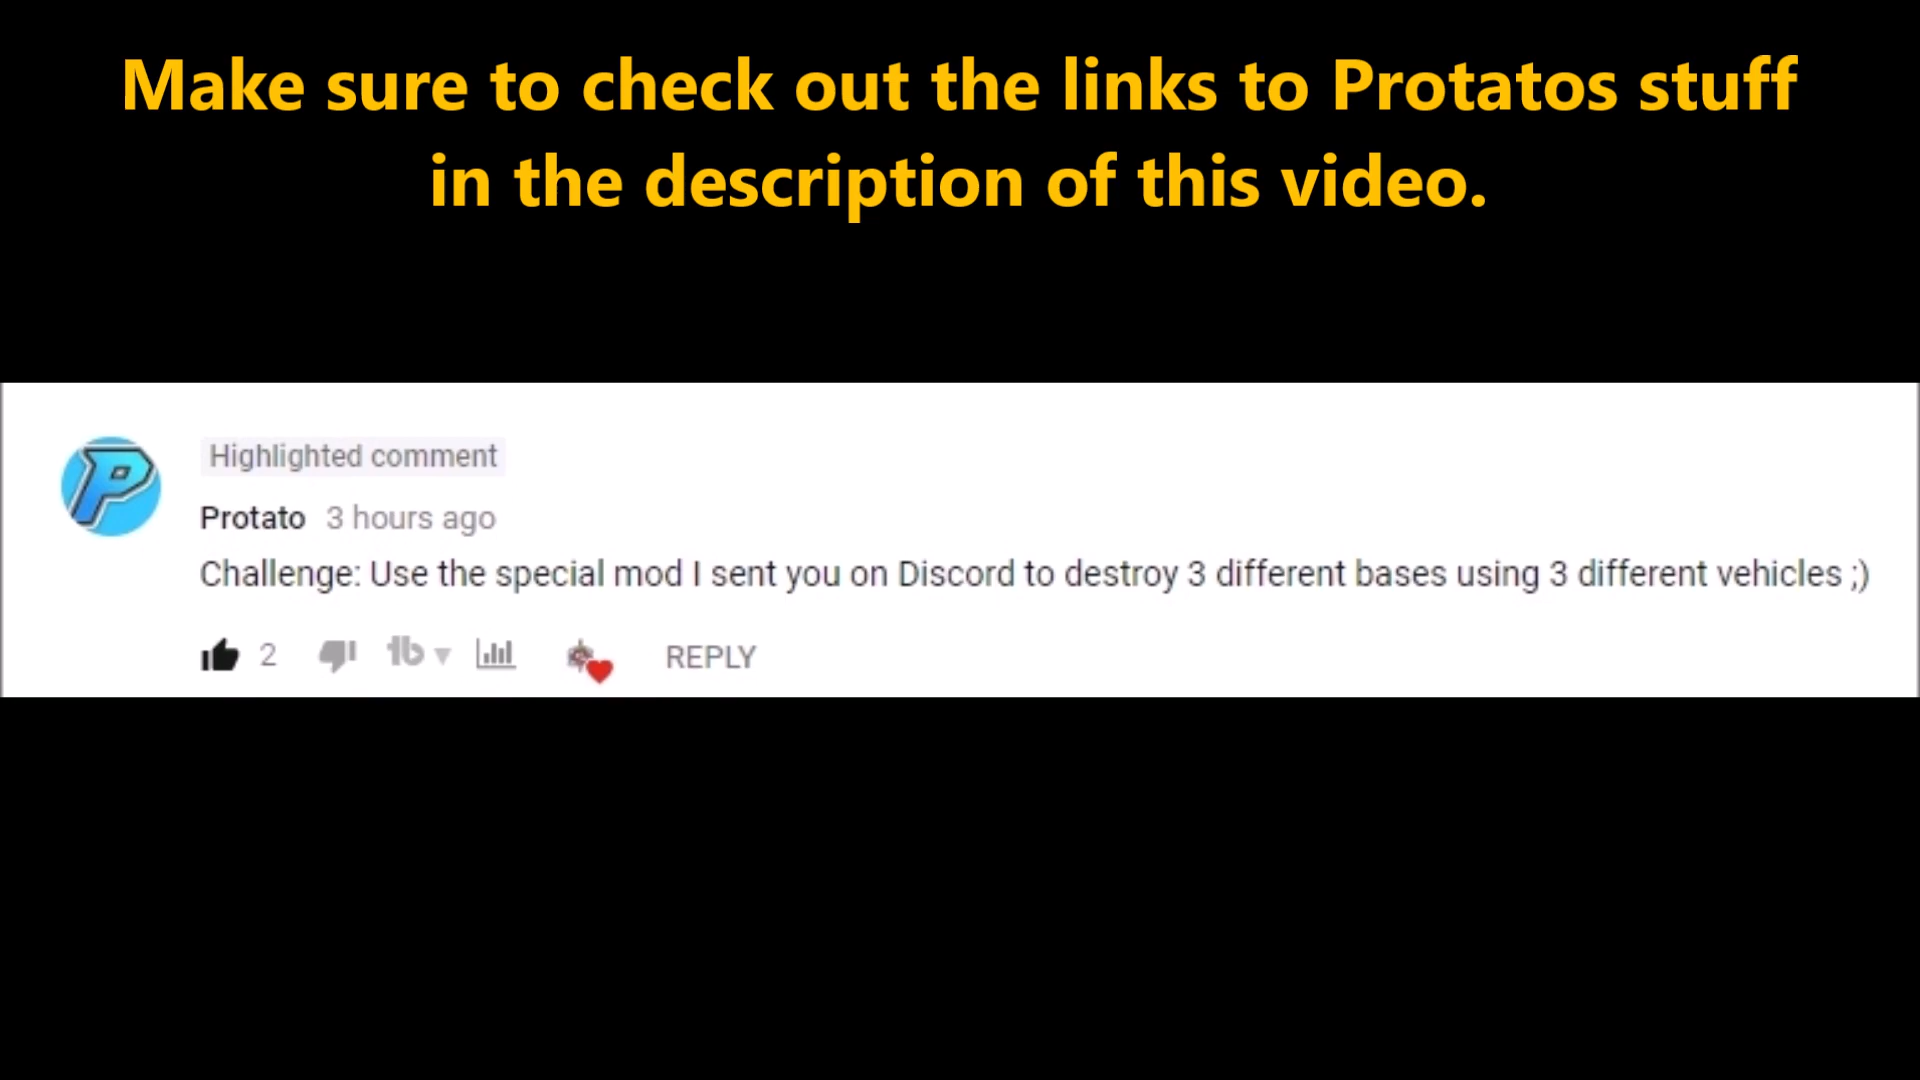 Make sure to check out the links to Protatos stuff
in the description of this video.
P
Highlighted comment
Protato 3 hours ago
Challenge: Use the special mod I sent you on Discord to destroy 3 different bases using 3 different vehicles ;)
2 tb REPLY